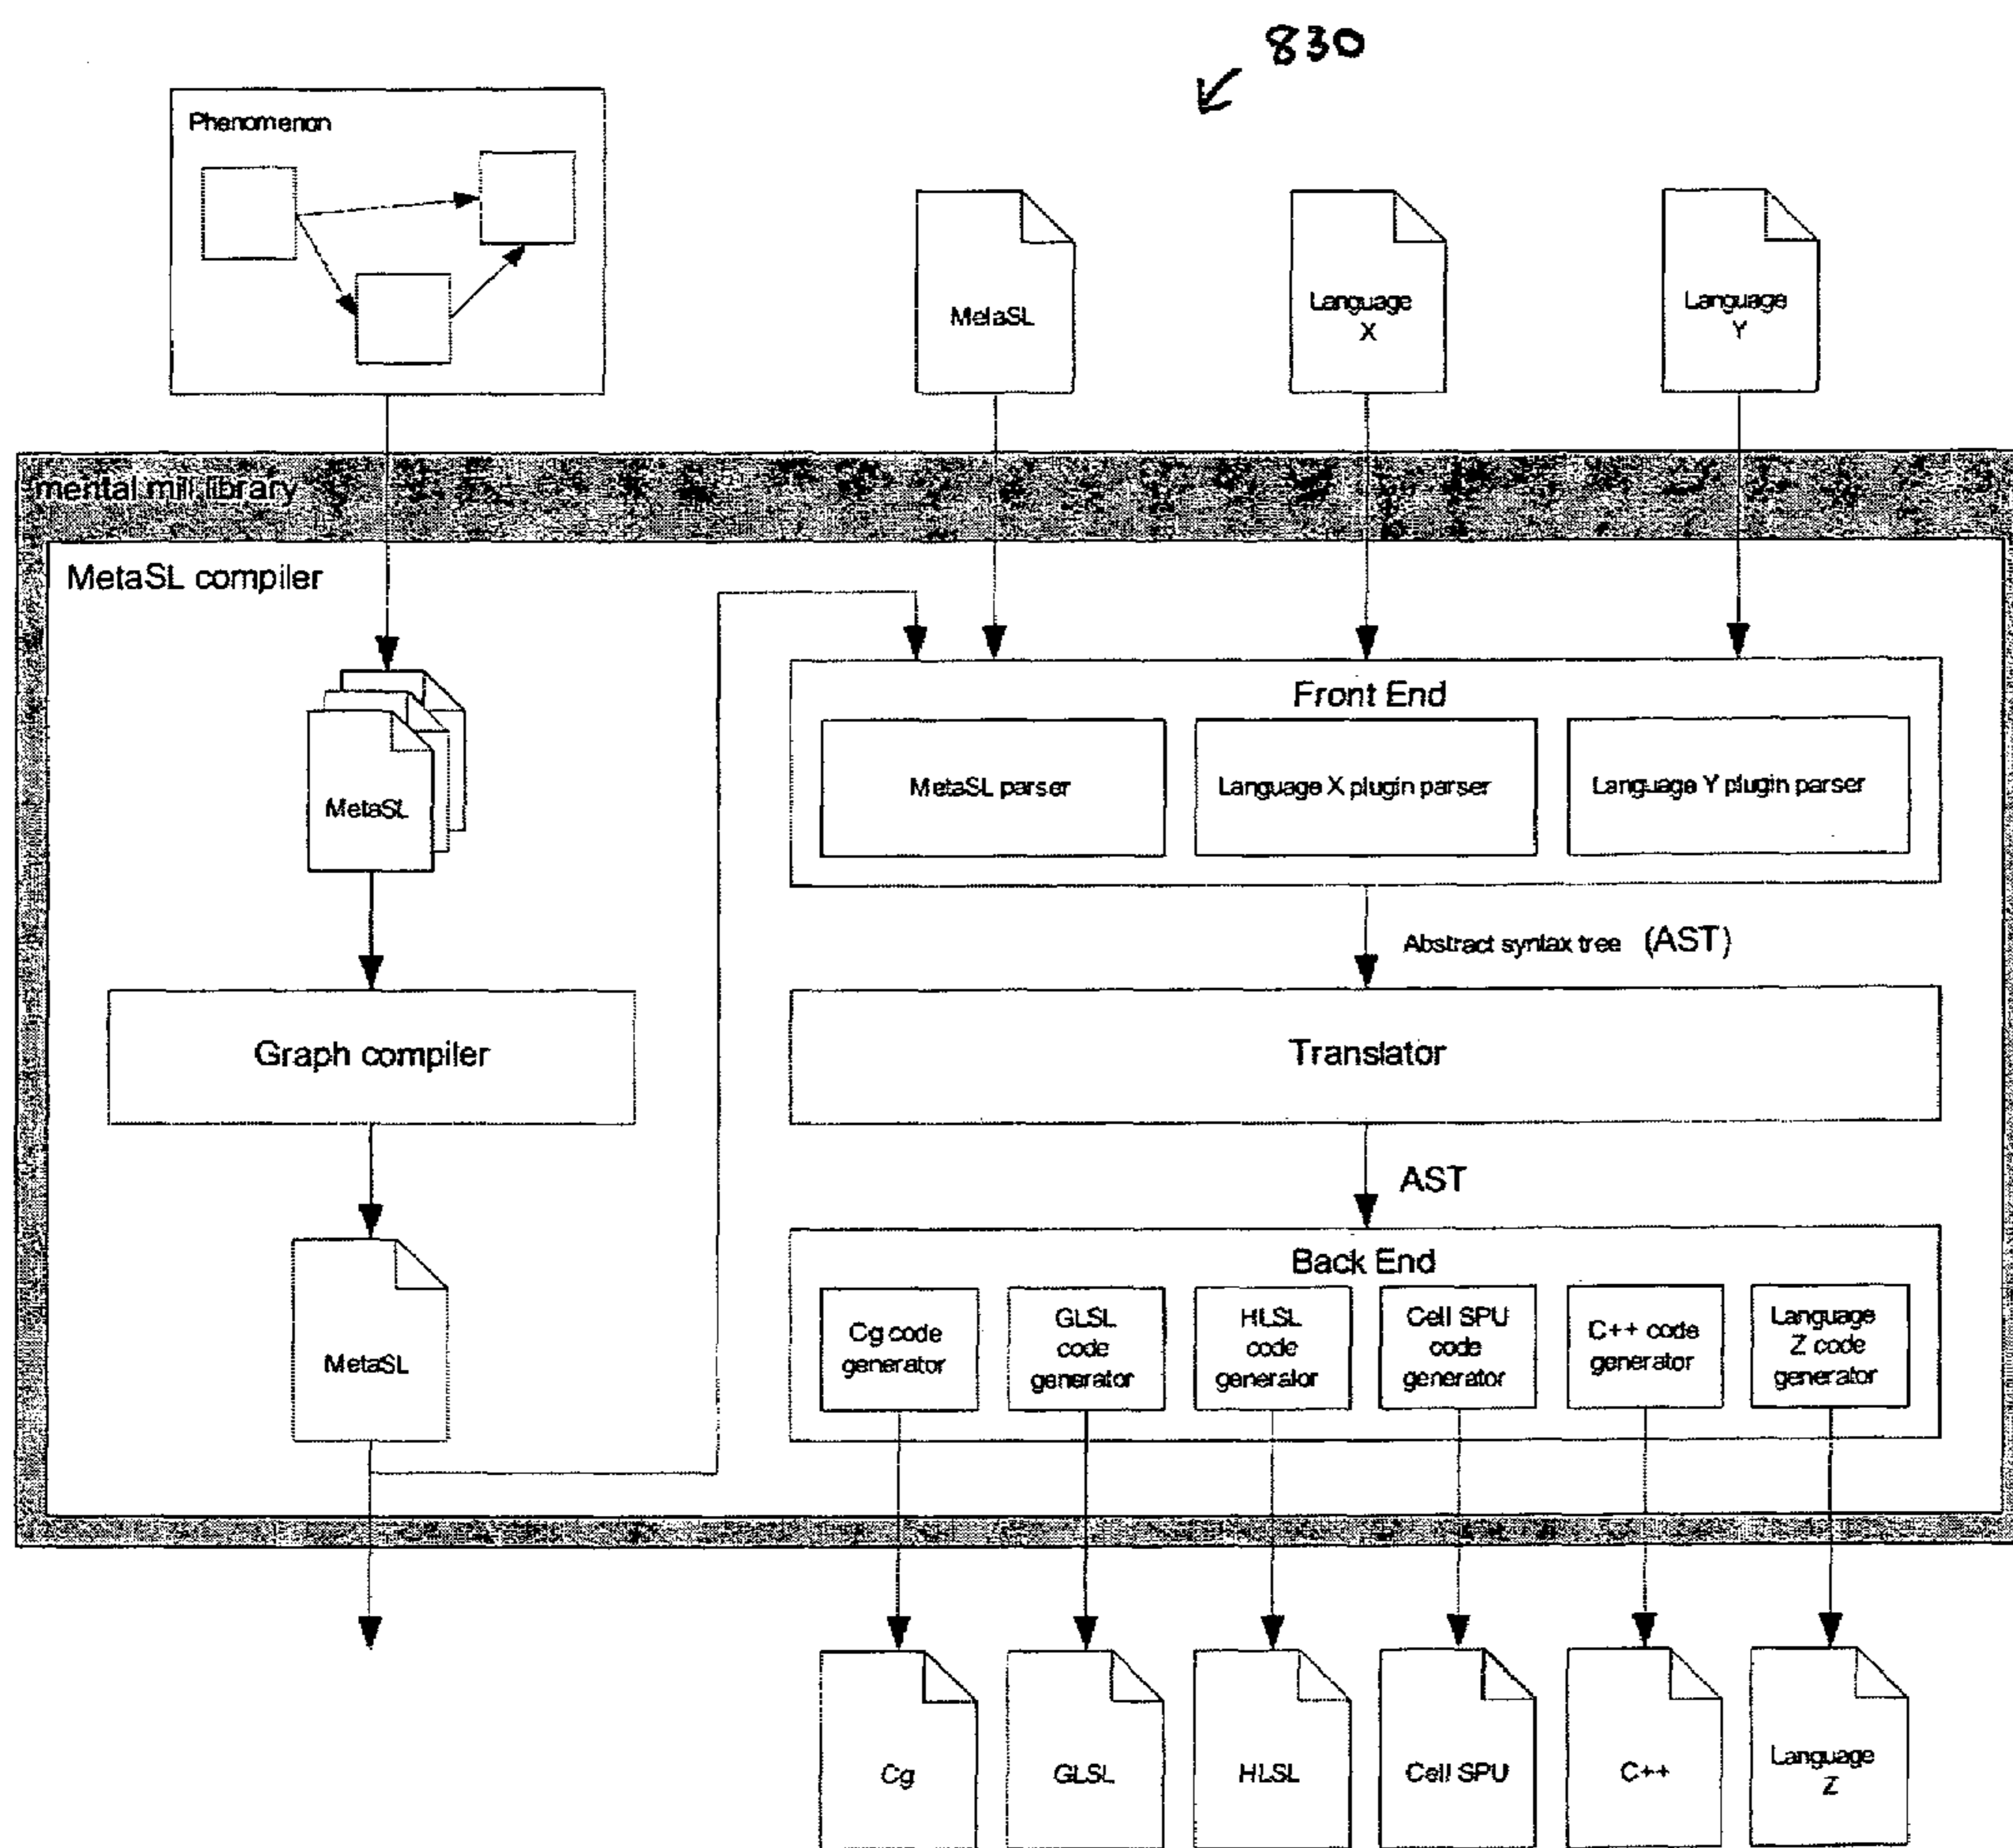 830
Phenomenon
MetaSL
Language
X
Language
Y
mental mill library
MetaSL compiler
Front End
MetaSL parser
Language X plugin parser
Language Y plugin parser
MetaSL
Abstract syntax tree (AST)
Graph compiler
Translator
AST
MetaSL
Back End
Cg code
generator
GLSL
code
generator
HLSL
code
generator
Cell SPU
code
generator
C++ code
generator
Language
Z code
generator
Cg
GLSL
HLSL
Cell SPU
C++
Language
Z